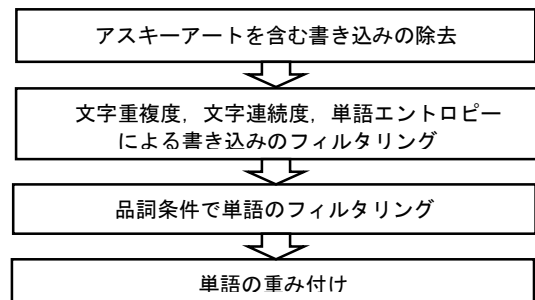 アスキーアートを含む書き込みの除去
文字重複度，文字連続度，単語エントロピー
による書き込みのフィルタリング
品詞条件で単語のフィルタリング
単語の重み付け